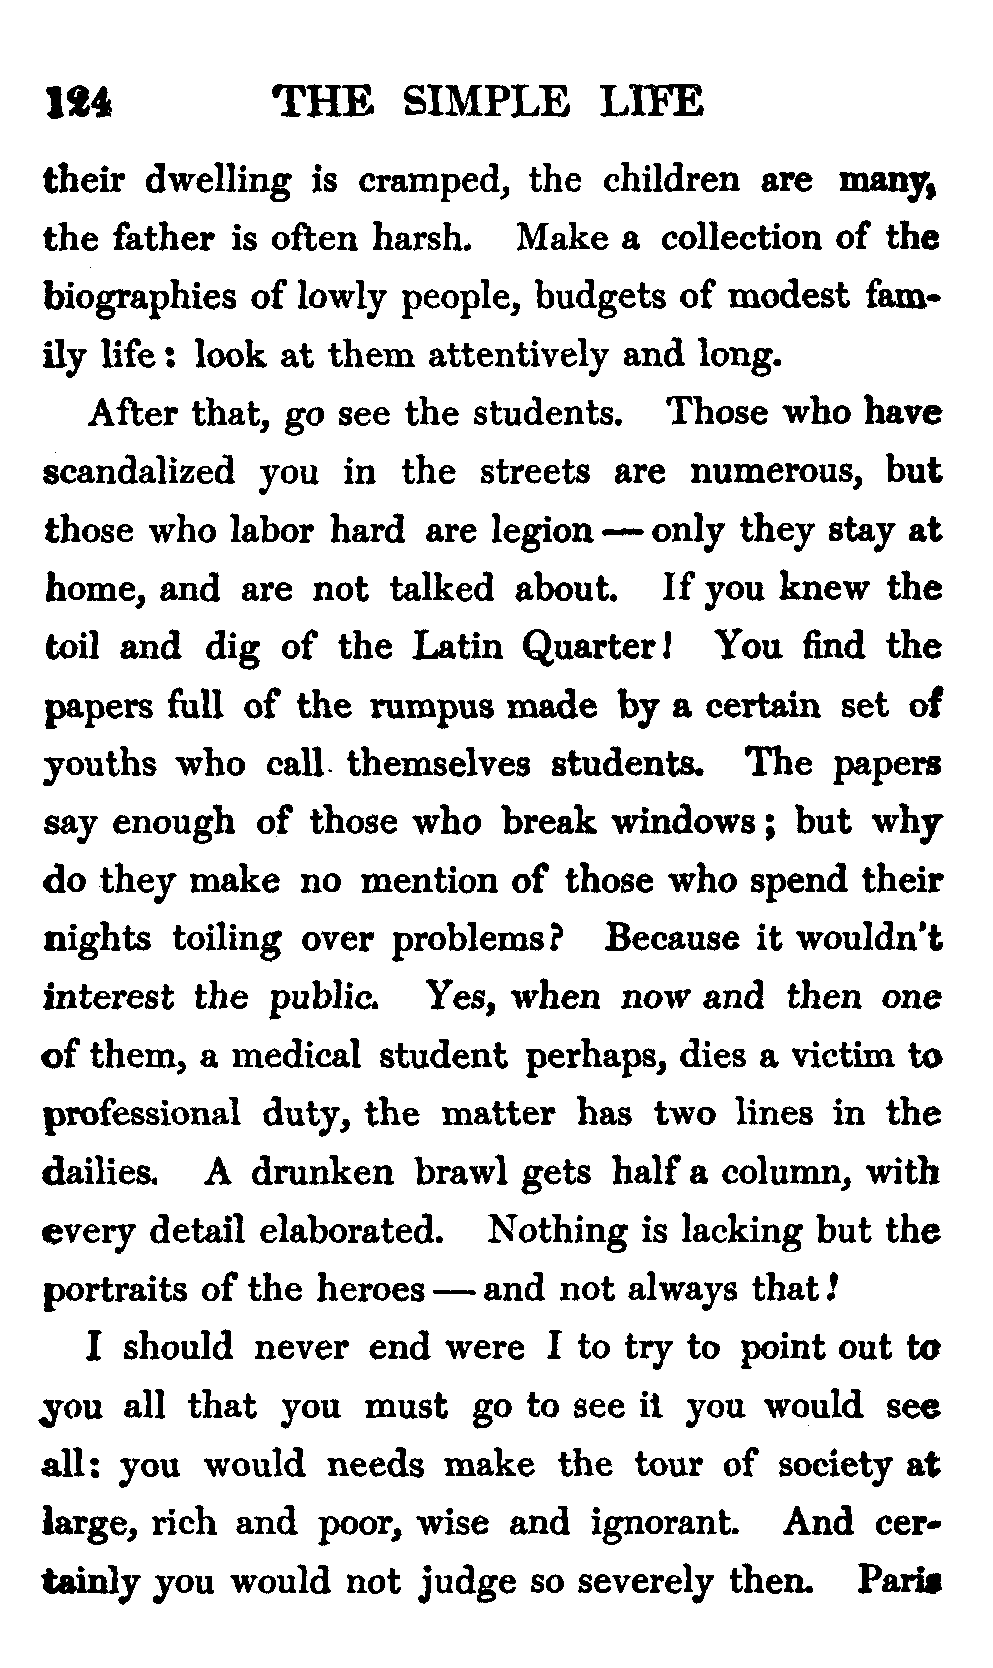 124 THE SIMPLE LIFE
their dwelling is cramped, the children are many,
the father is often harsh. Make a collection of the
biographies of lowly people, budgets of modest fam-
ily life: look at them attentively and long.
After that, go see the students. Those who have
scandalized you in the streets are numerous, but
those who labor hard are legion — only they stay at
home, and are not talked about. If you knew the
toil and dig of the Latin Quarter! You find the
papers full of the rumpus made by a certain set of
youths who call themselves students. The papers
say enough of those who break windows; but why
do they make no mention of those who spend their
nights toiling over problems? Because it wouldn't
interest the public. Yes, when now and then one
of them, a medical student perhaps, dies a victim to
professional duty, the matter has two lines in the
dailies. A drunken brawl gets half a column, with
every detail elaborated. Nothing is lacking but the
portraits of the heroes — and not always that!
I should never end were I to try to point out to
you all that you must go to see if you would see
all: you would needs make the tour of society at
large, rich and poor, wise and ignorant. And cer-
tainly you would not judge so severely then. Paris